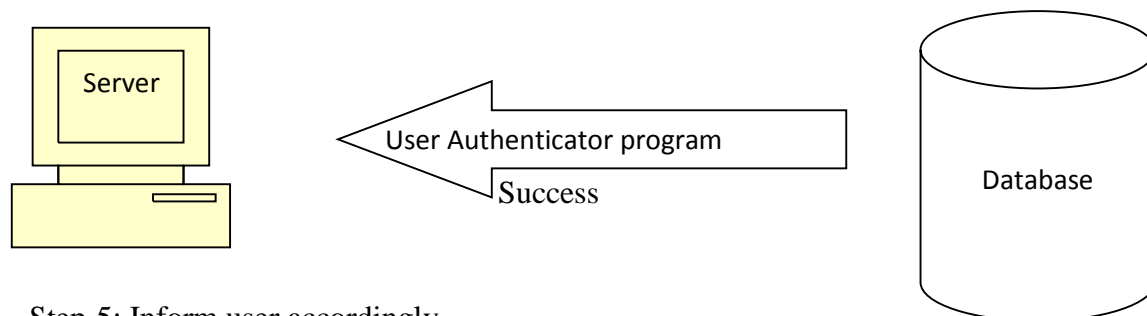 Server
User Authenticator program
Success
Database
Step 5: Inform user accordingly